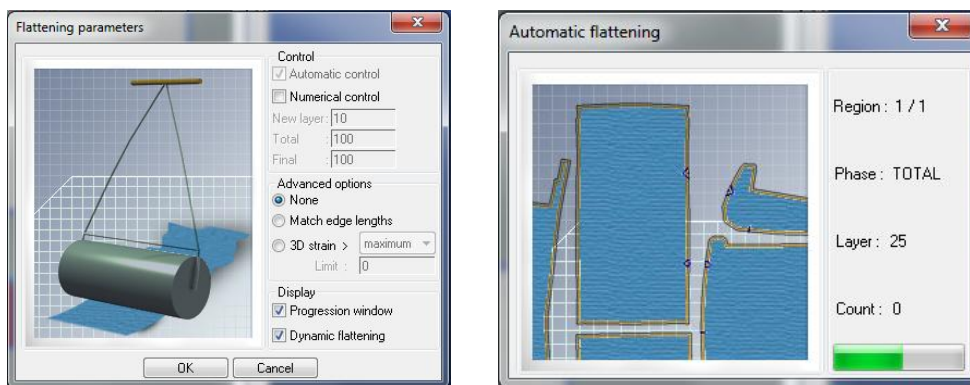 Flattening parameters
Control
Automatic control
Numerical control
New layer: 10
Total : 100
Final : 100
Advanced options
None
Match edge lengths
3D strain > maximum
Limit : 0
Display
Progression window
Dynamic flattening
OK Cancel
Automatic flattening
Region : 1 / 1
Phase : TOTAL
Layer : 25
Count : 0